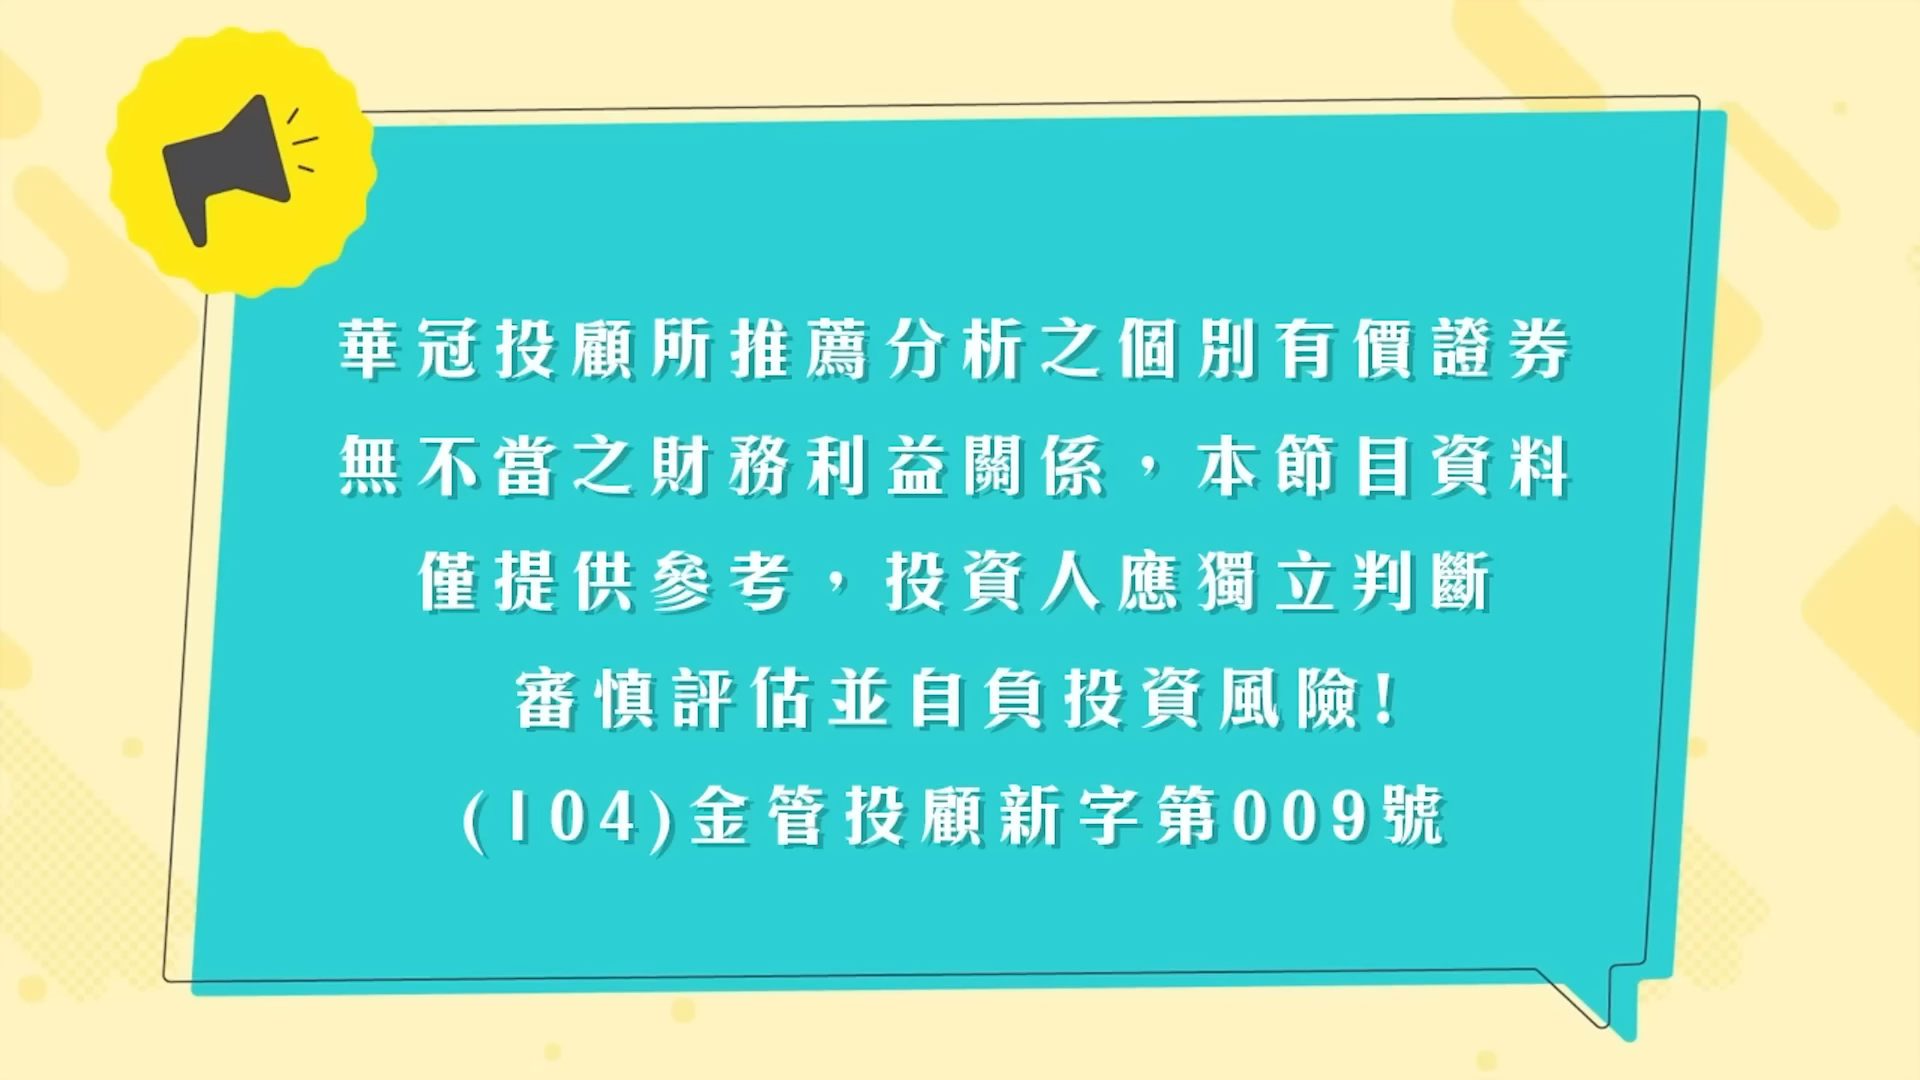 華冠投顧所推薦分析之個別有價證券
無不當之財務利益關係，本節目資料
僅提供參考，投資人應獨立判斷
審慎評估並自負投資風險!
(104)金管投顧新字第009號